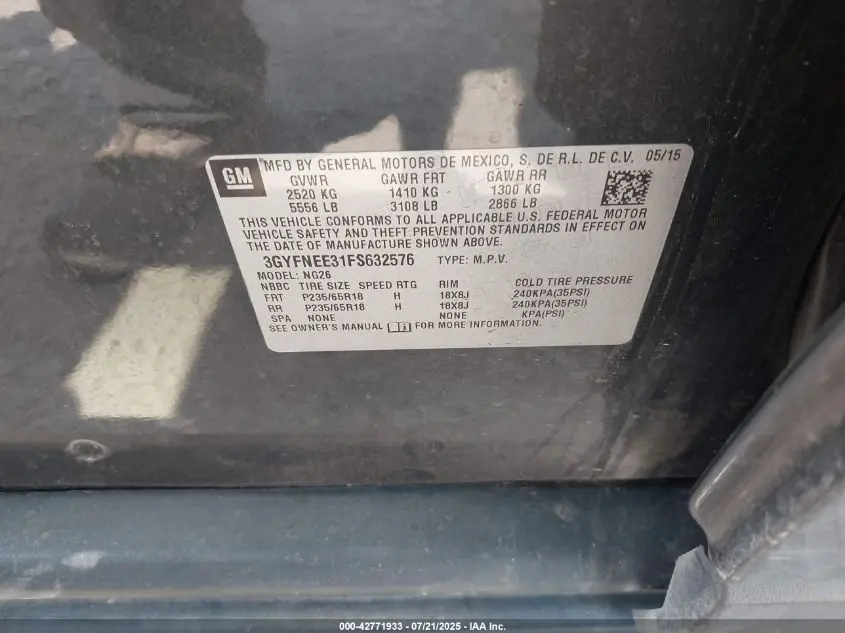 GM
MFD BY GENERAL MOTORS DE MEXICO, S. DE R.L. DE C.V. 05/15
GVWR GAWR FRT GAWR RR
2520 KG 1410 KG 1300 KG
5556 LB 3108 LB 2866 LB
THIS VEHICLE CONFORMS TO ALL APPLICABLE U.S. FEDERAL MOTOR
VEHICLE SAFETY AND THEFT PREVENTION STANDARDS IN EFFECT ON
THE DATE OF MANUFACTURE SHOWN ABOVE.
3GYFNEE31FS632576 TYPE: M.P.V.
MODEL: NG26
NBBC TIRE SIZE SPEED RTG RIM COLD TIRE PRESSURE
FRT P235/65R18 H 18X8J 240KPA(35PSI)
RR P235/65R18 H 18X8J 240KPA(35PSI)
SPA NONE NONE KPA(PSI)
SEE OWNER'S MANUAL FOR MORE INFORMATION.
000-42771933 - 07/21/2025 - IAA Inc.